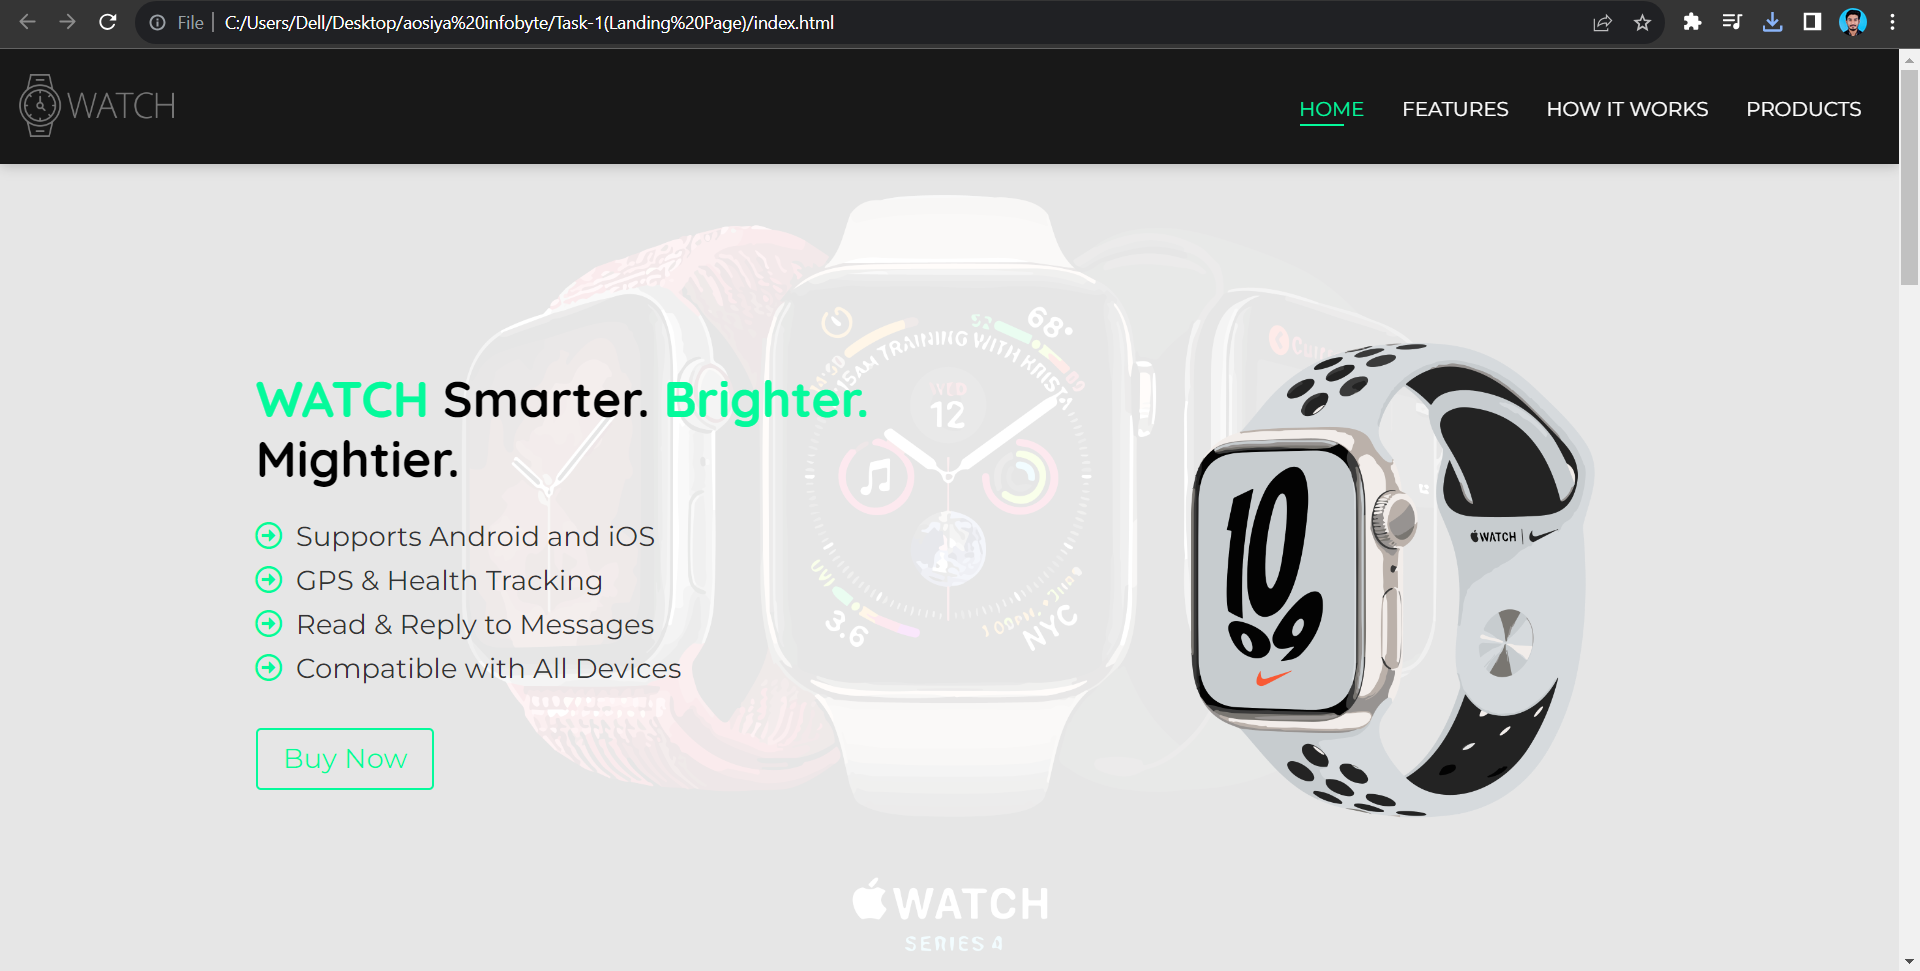 File
C:/Users/Dell/Desktop/aosiya%20infobyte/Task-1(Landing%20Page)/index.html
WATCH
HOME
FEATURES
HOW IT WORKS
PRODUCTS
WATCH Smarter. Brighter.
Mightier.
Supports Android and iOS
GPS & Health Tracking
Read & Reply to Messages
Compatible with All Devices
Buy Now
68°
TRAINING WITH KRISTA
WED
12
UVI
3.6
NYC
10
09
WATCH
WATCH
SERIES 4